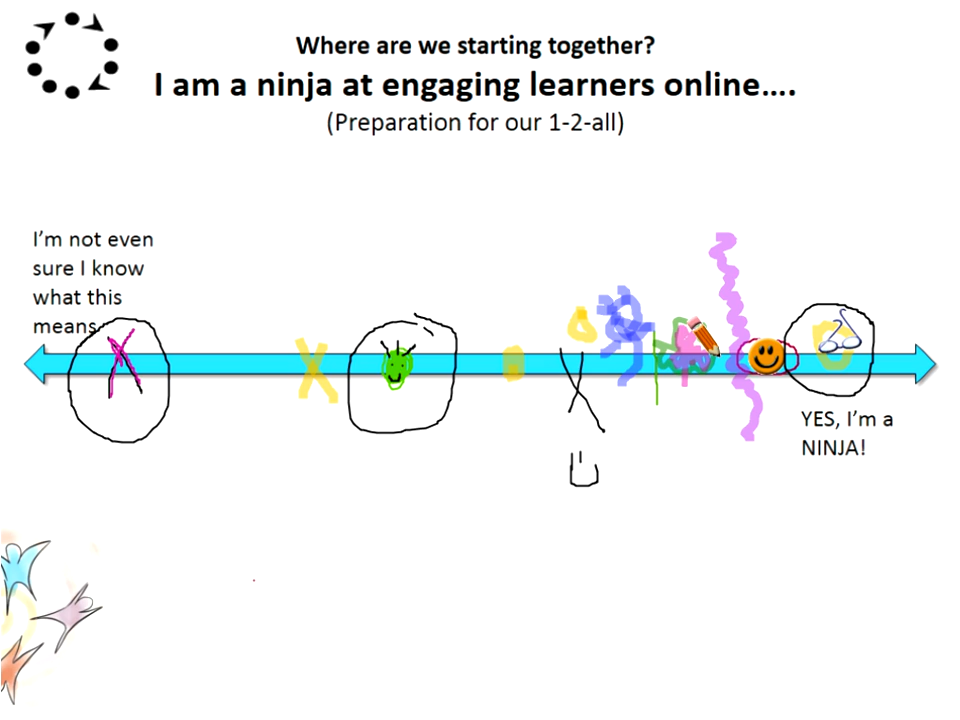 Where are we starting together?
I am a ninja at engaging learners online....
(Preparation for our 1-2-all)
I'm not even
sure I know
what this
means
YES, I'm a
NINJA!